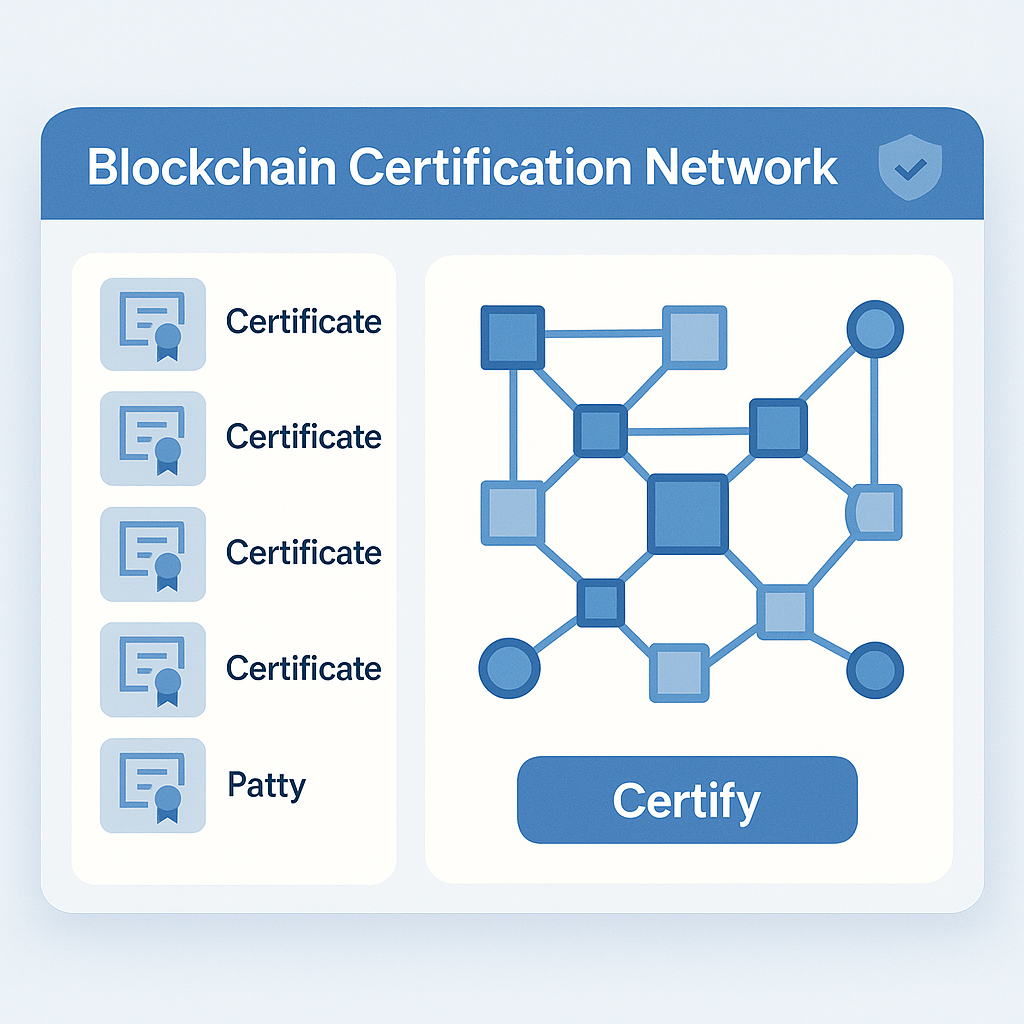 Blockchain Certification Network
Certificate
Certificate
Certificate
Certificate
Patty
Certify